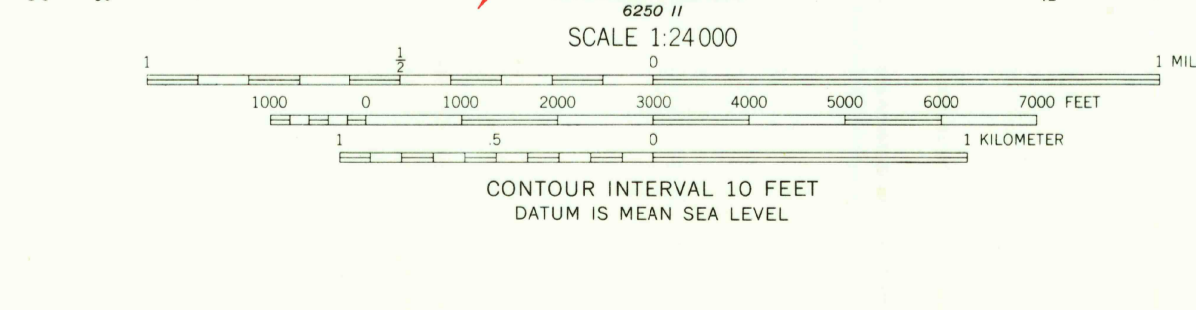 6250 II
SCALE 1:24 000
1 ½ 0 1 MIL
1000 0 1000 2000 3000 4000 5000 6000 7000 FEET
1 .5 0 1 KILOMETER
CONTOUR INTERVAL 10 FEET
DATUM IS MEAN SEA LEVEL